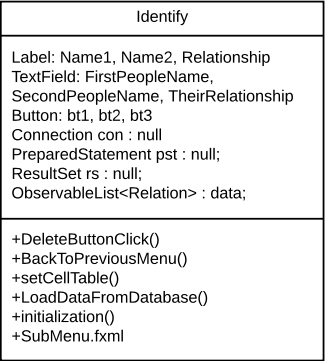 Identify
Label: Name1, Name2, Relationship
TextField: FirstPeopleName,
SecondPeopleName, TheirRelationship
Button: bt1, bt2, bt3
Connection con : null
PreparedStatement pst : null;
ResultSet rs : null;
ObservableList<Relation> : data;
+DeleteButtonClick()
+BackToPreviousMenu()
+setCellTable()
+LoadDataFromDatabase()
+initialization()
+SubMenu.fxml